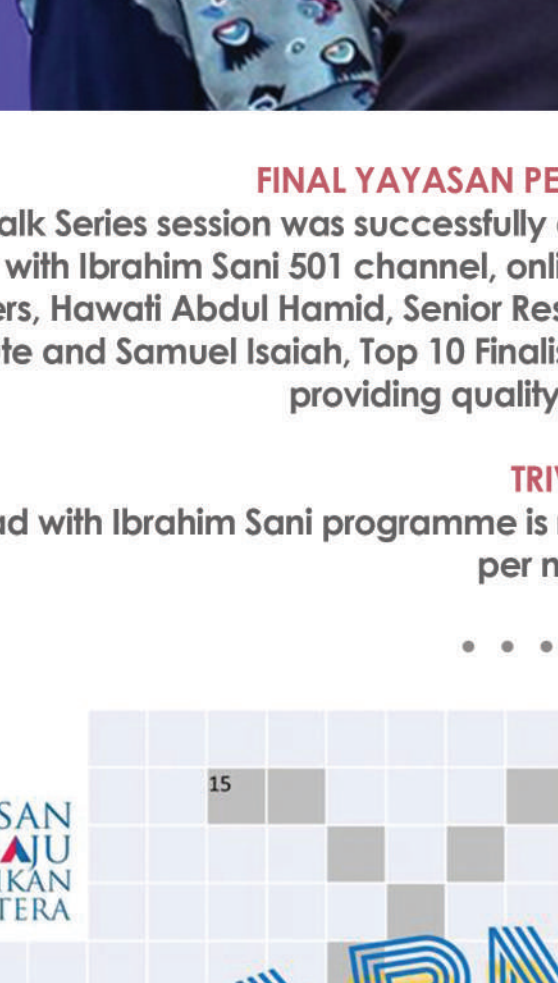 FINAL YAYASAN PE
alk Series session was successfully
with Ibrahim Sani 501 channel, onli
ers, Hawati Abdul Hamid, Senior Res
te and Samuel Isaiah, Top 10 Finalis
providing quality
TRIV
ad with Ibrahim Sani programme is
per
15
SAN
AJU
IKAN
TERA